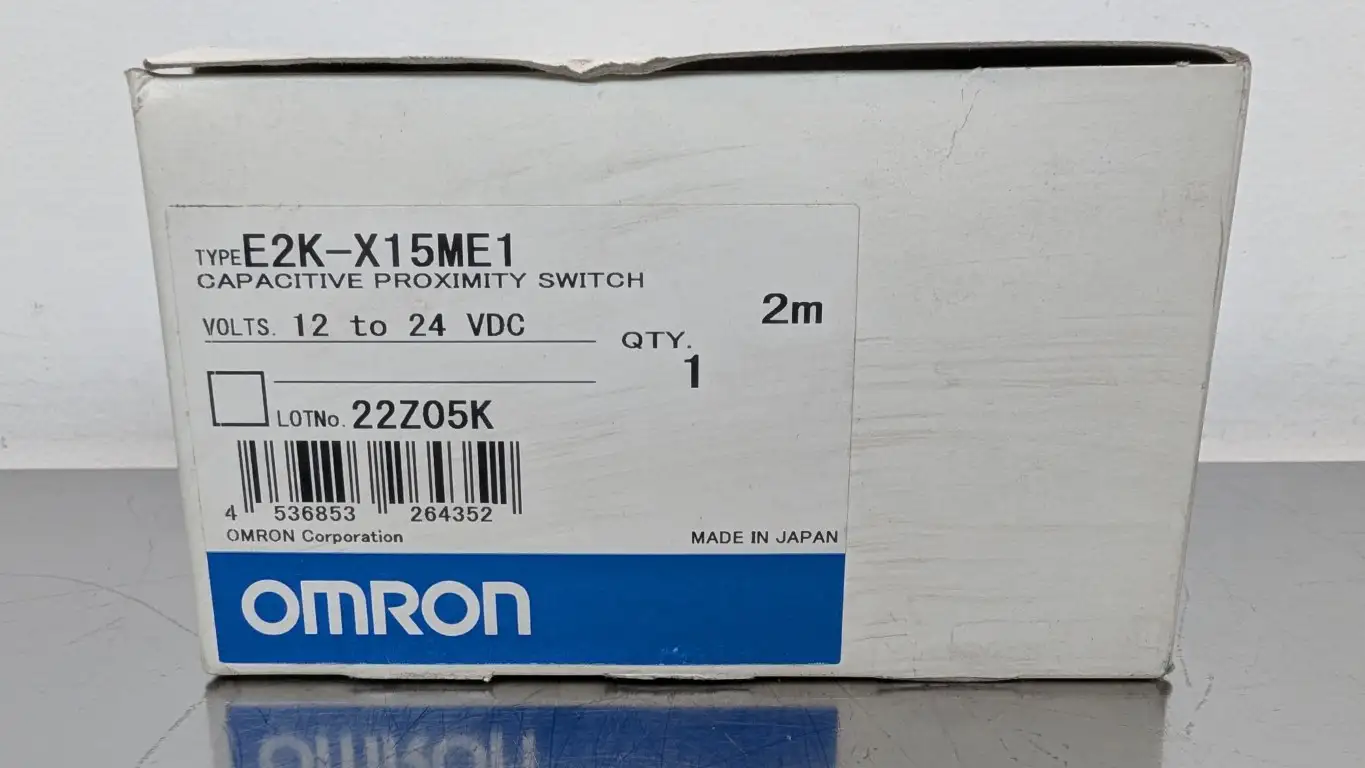 TYPE E2K-X15ME1
CAPACITIVE PROXIMITY SWITCH
2m
VOLTS. 12 to 24 VDC
QTY.
1
LOTNo. 22Z05K
4 536853 264352
OMRON Corporation
MADE IN JAPAN
OMRON